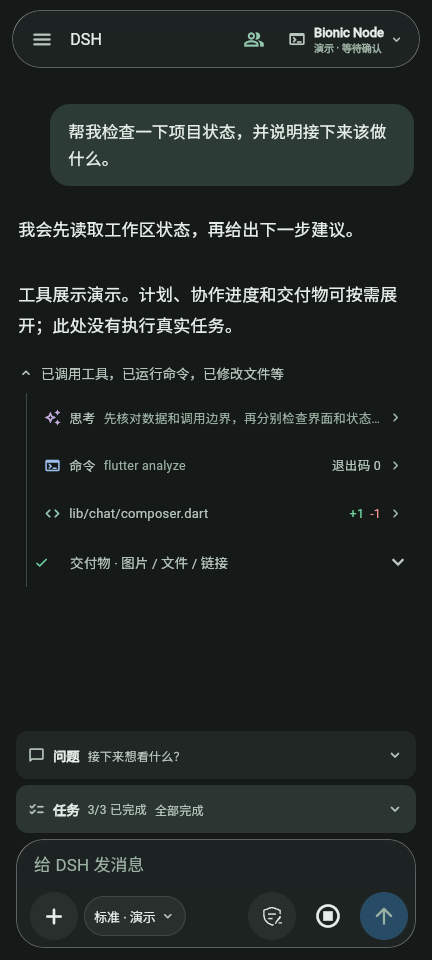 DSH
Bionic Node
演示 · 等待确认
帮我检查一下项目状态，并说明接下来该做
什么。
我会先读取工作区状态，再给出下一步建议。
工具展示演示。计划、协作进度和交付物可按需展
开；此处没有执行真实任务。
已调用工具，已运行命令，已修改文件等
思考 先核对数据和调用边界，再分别检查界面和状态…
命令 flutter analyze 退出码 0
lib/chat/composer.dart +1 -1
交付物 · 图片 / 文件 / 链接
问题 接下来想看什么？
任务 3/3 已完成 全部完成
给 DSH 发消息
标准 · 演示